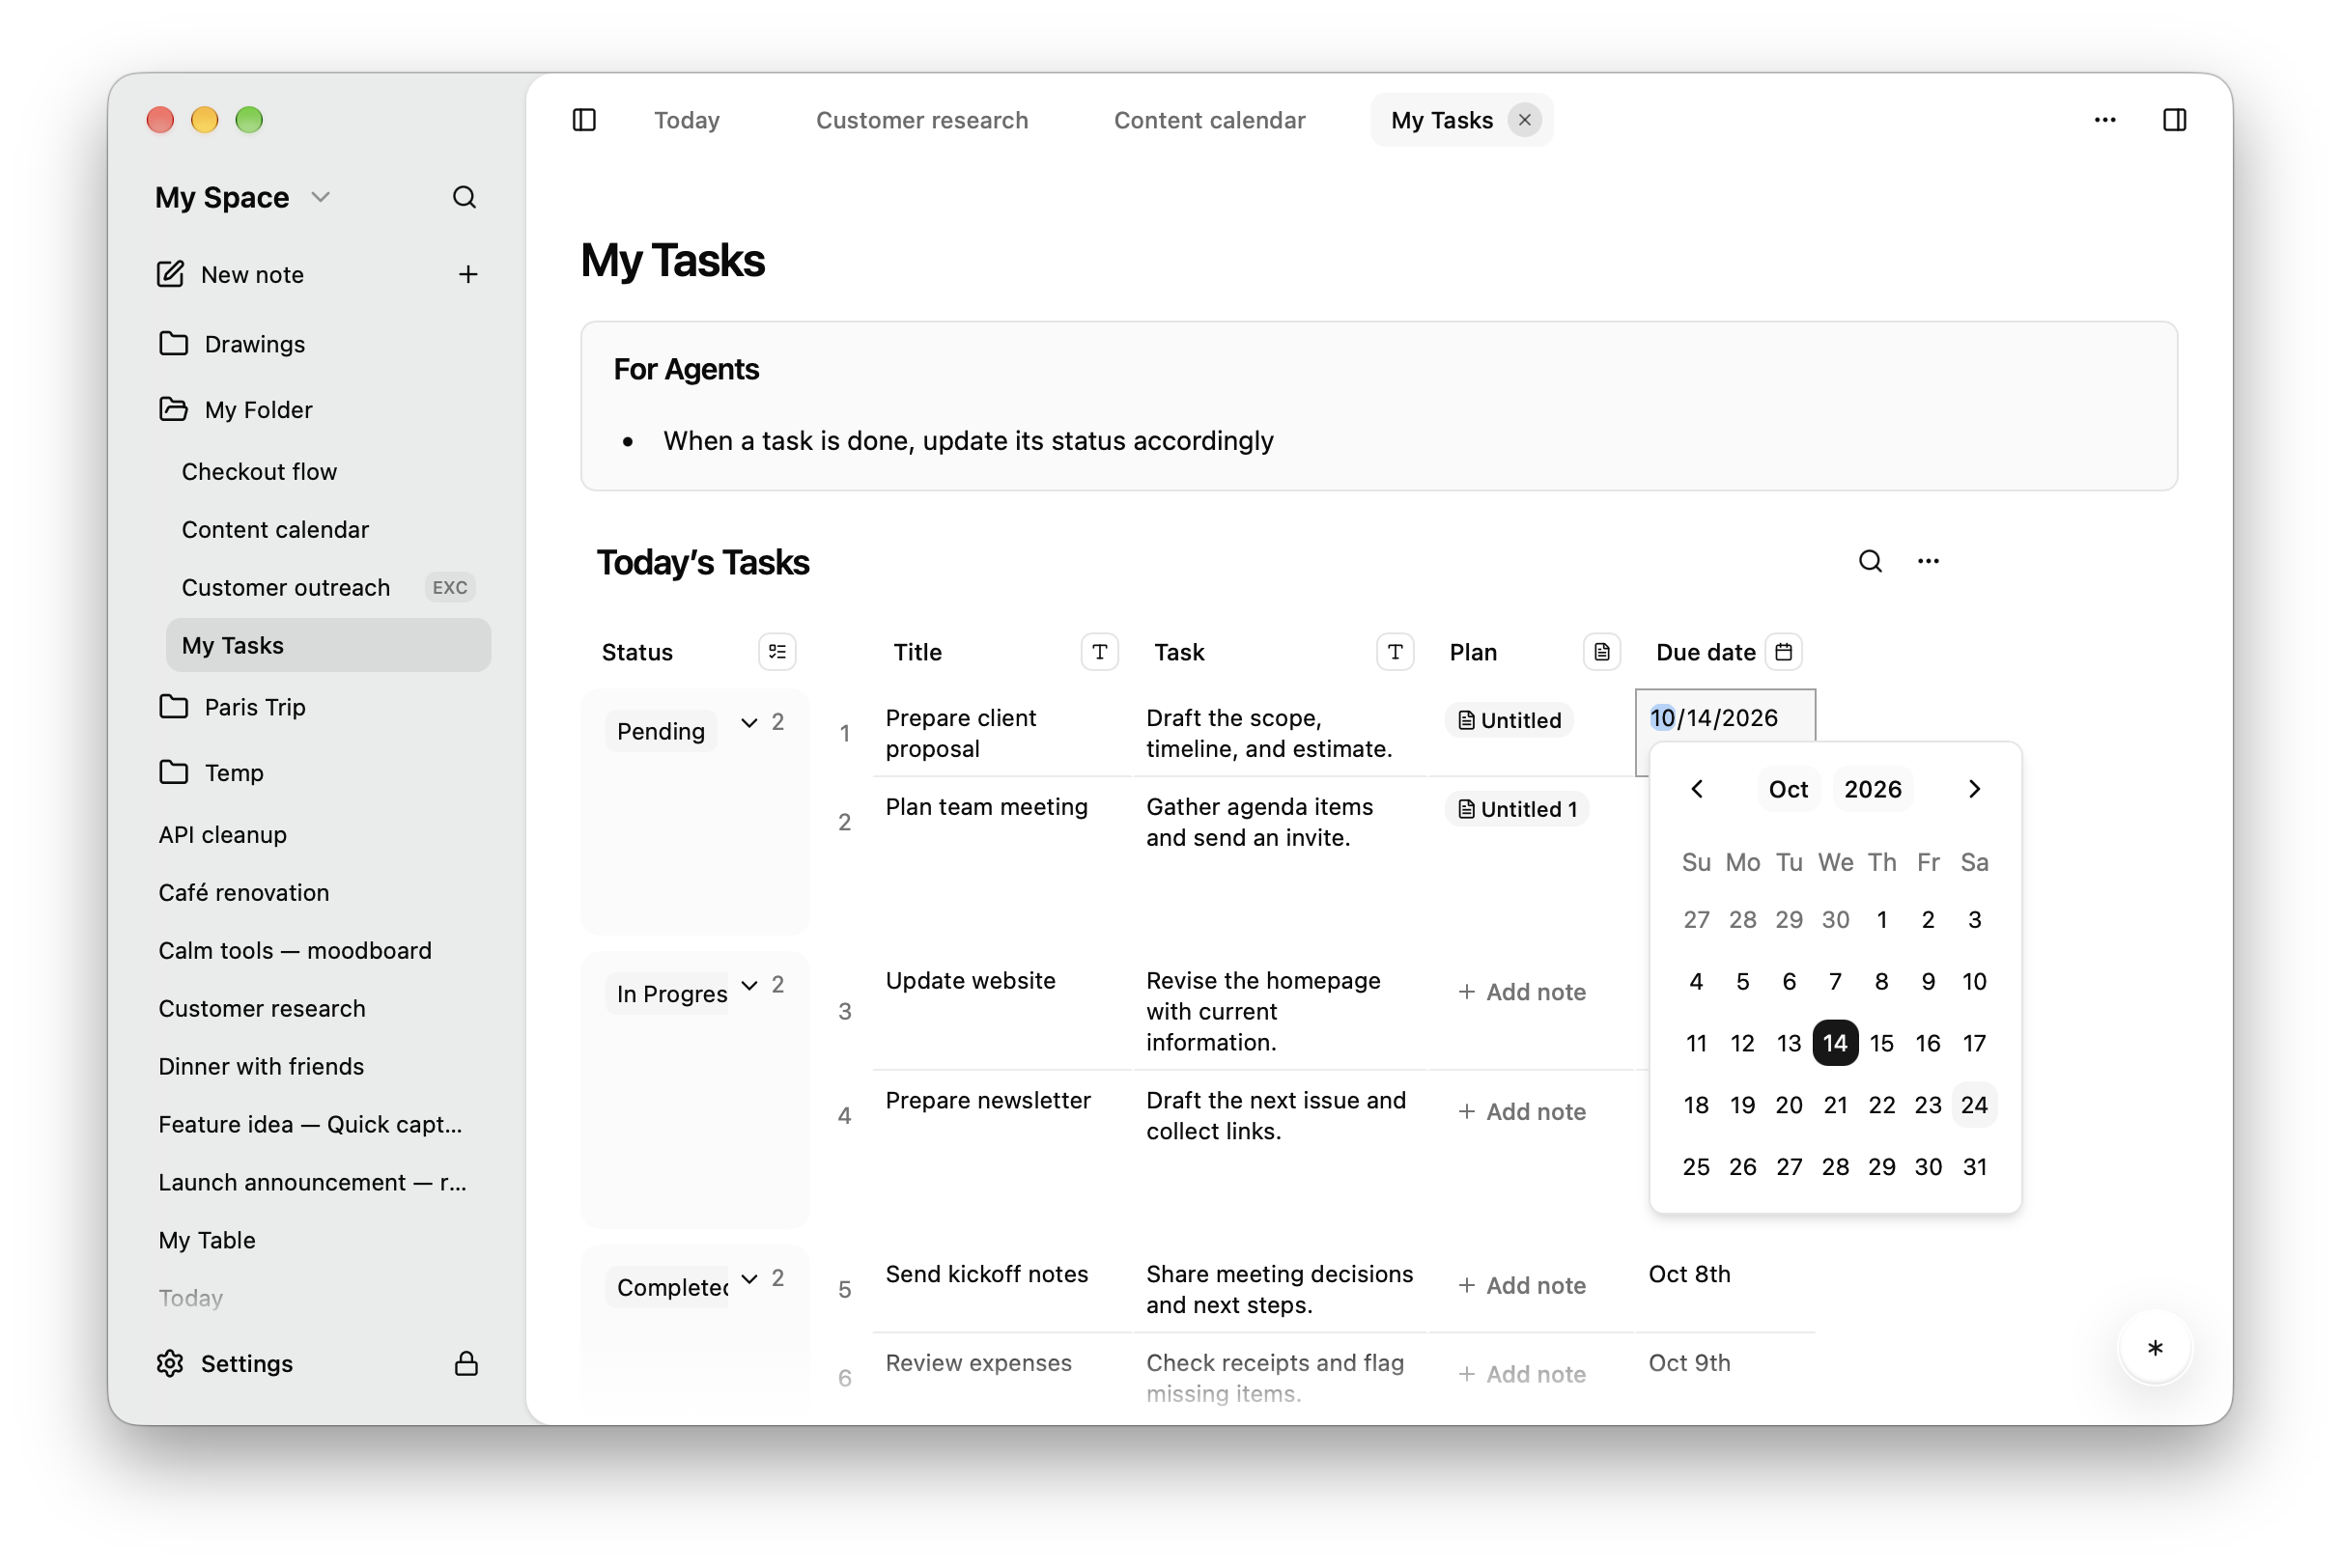 My Space
New note
Drawings
My Folder
Checkout flow
Content calendar
Customer outreach EXC
My Tasks
Paris Trip
Temp
API cleanup
Café renovation
Calm tools — moodboard
Customer research
Dinner with friends
Feature idea — Quick capt...
Launch announcement — r...
My Table
Today
Settings
Today Customer research Content calendar My Tasks
My Tasks
For Agents
• When a task is done, update its status accordingly
Today’s Tasks
Status Title Task Plan Due date
Pending 2
1 Prepare client
proposal
Draft the scope,
timeline, and estimate.
Untitled
10/14/2026
2 Plan team meeting
Gather agenda items
and send an invite.
Untitled 1
In Progres 2
3 Update website
Revise the homepage
with current
information.
+ Add note
4 Prepare newsletter
Draft the next issue and
collect links.
+ Add note
Completed 2
5 Send kickoff notes
Share meeting decisions
and next steps.
+ Add note
Oct 8th
6 Review expenses
Check receipts and flag
missing items.
+ Add note
Oct 9th
Oct 2026
Su Mo Tu We Th Fr Sa
27 28 29 30 1 2 3
4 5 6 7 8 9 10
11 12 13 14 15 16 17
18 19 20 21 22 23 24
25 26 27 28 29 30 31